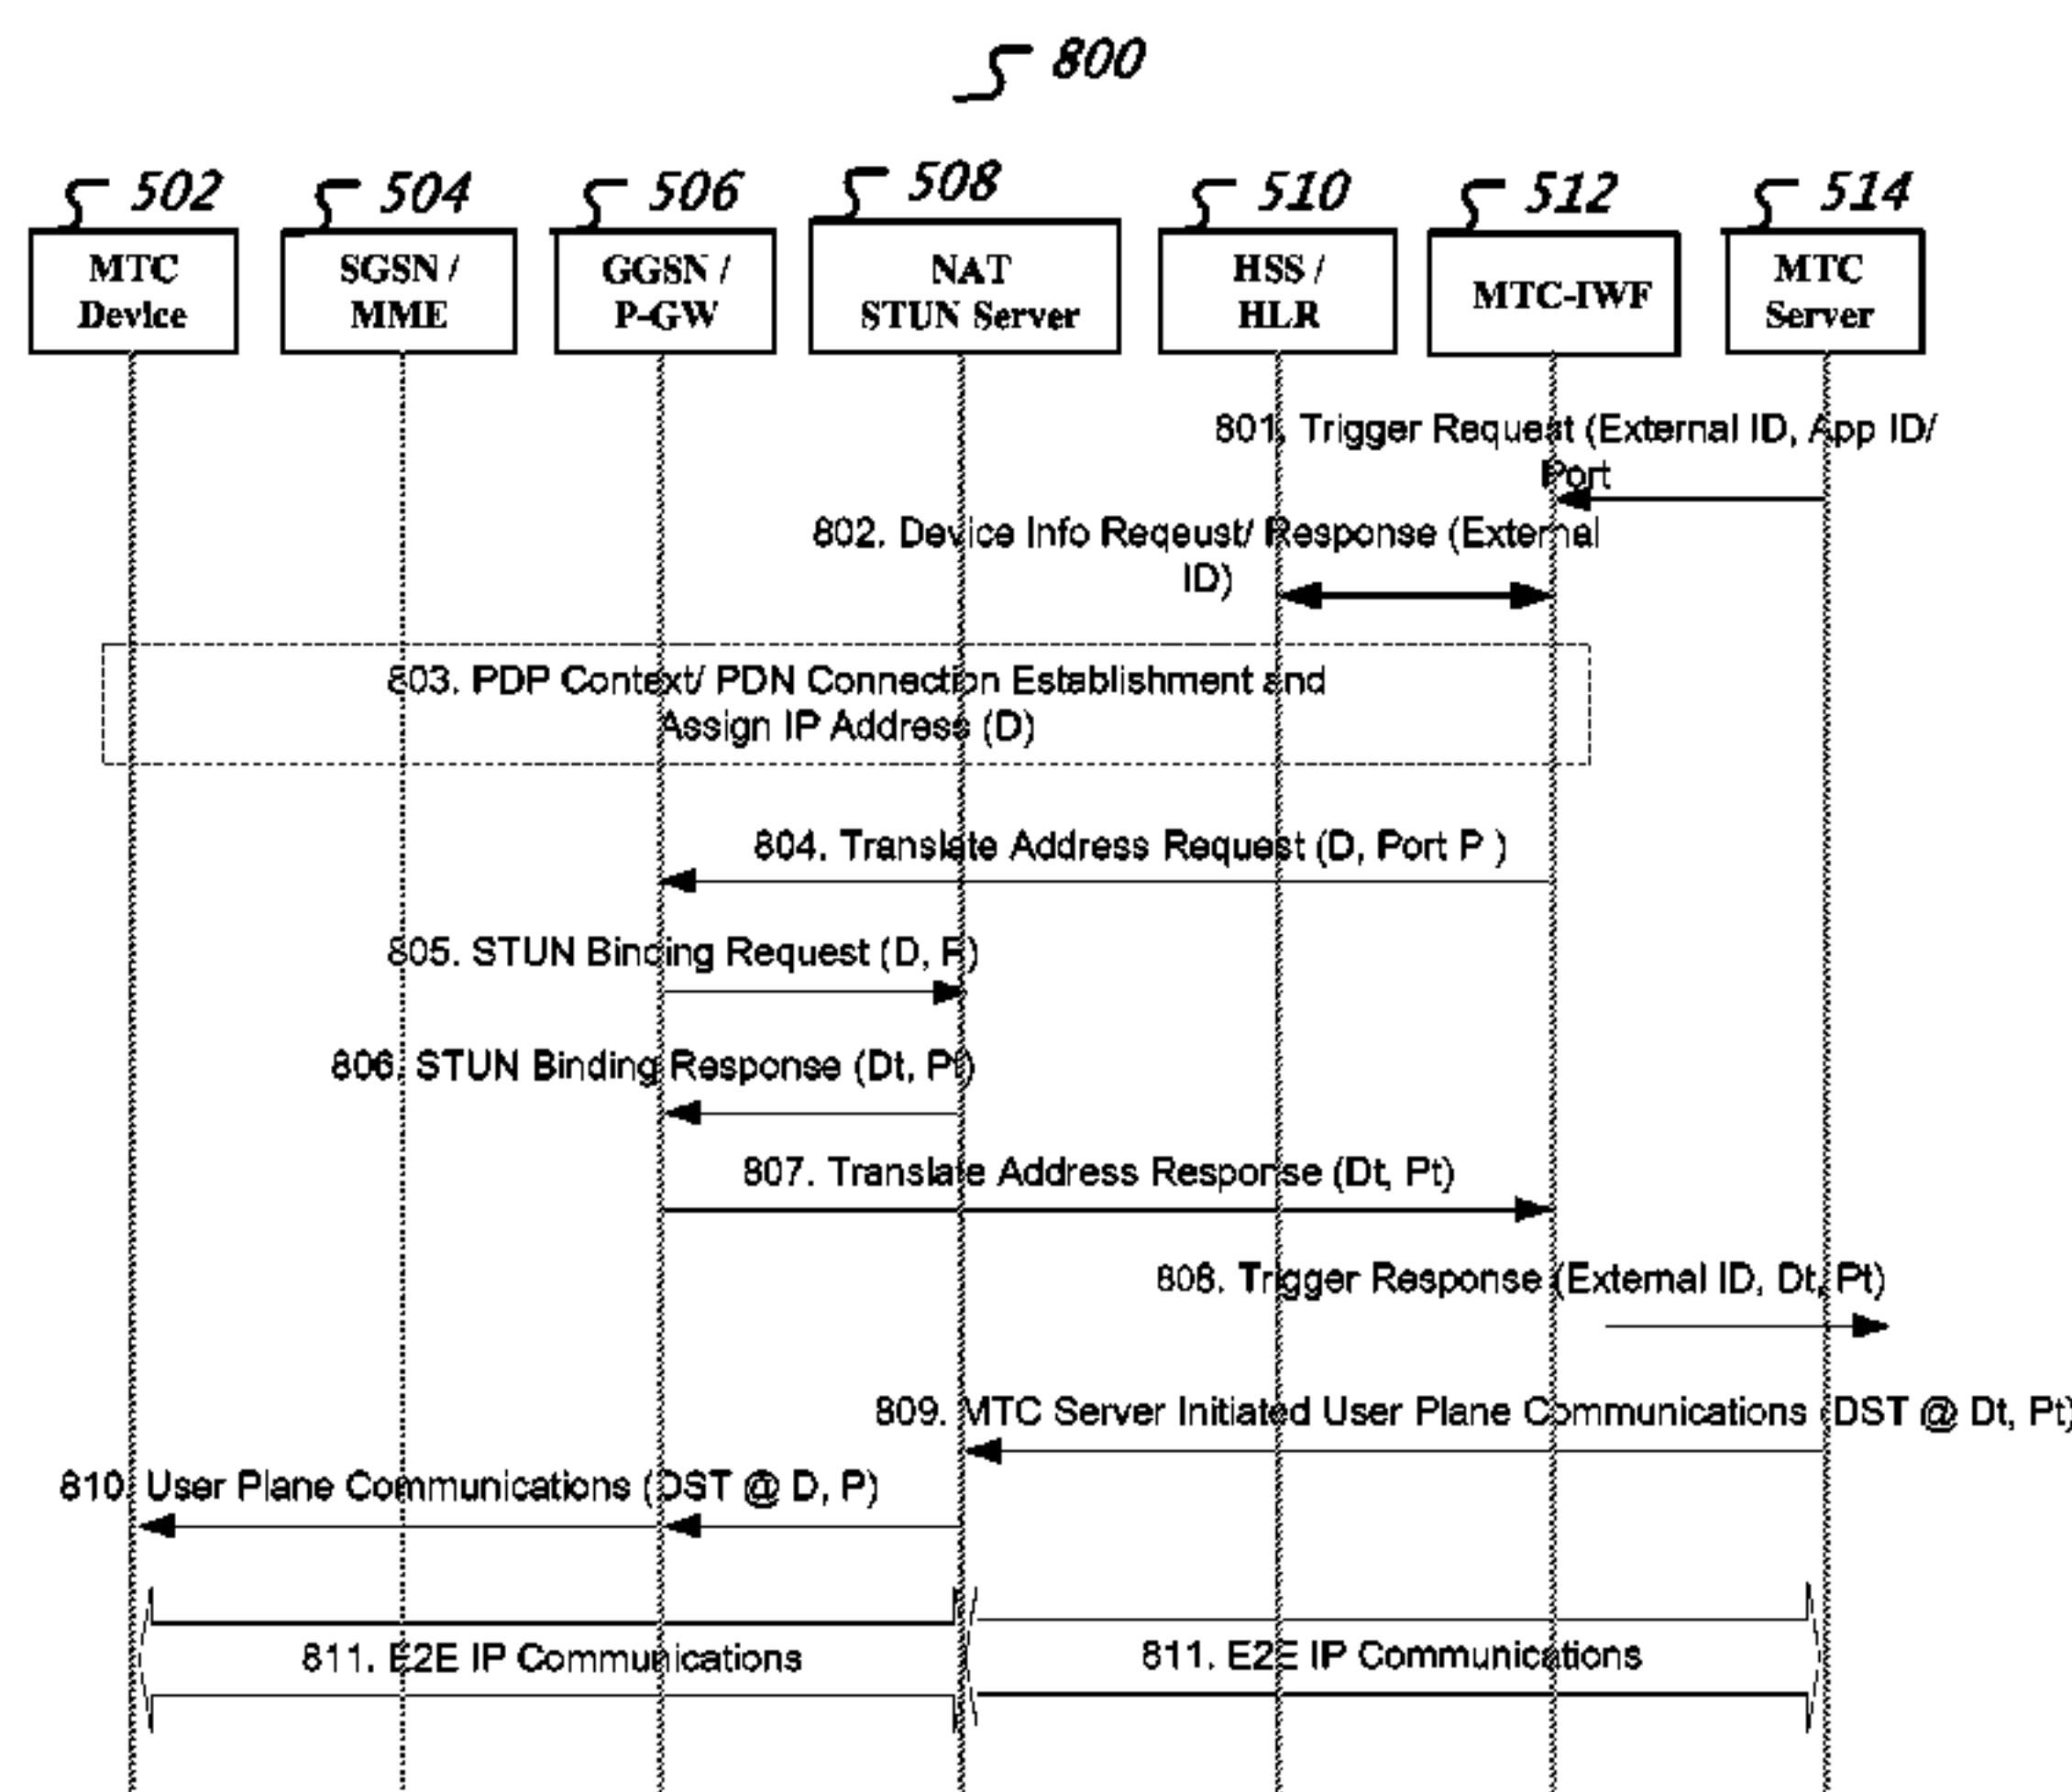 800
502
504
506
508
510
512
514
MTC
Device
SGSN /
MME
GGSN /
P-GW
NAT
STUN Server
HSS /
HLR
MTC-IWF
MTC
Server
801. Trigger Request (External ID, App ID/
Port
802. Device Info Reqeust/ Response (External
ID)
803. PDP Context/ PDN Connection Establishment and
Assign IP Address (D)
804. Translate Address Request (D, Port P )
805. STUN Binding Request (D, P)
806. STUN Binding Response (Dt, Pt)
807. Translate Address Response (Dt, Pt)
808. Trigger Response (External ID, Dt, Pt)
809. MTC Server Initiated User Plane Communications (DST @ Dt, Pt)
810. User Plane Communications (DST @ D, P)
811. E2E IP Communications
811. E2E IP Communications